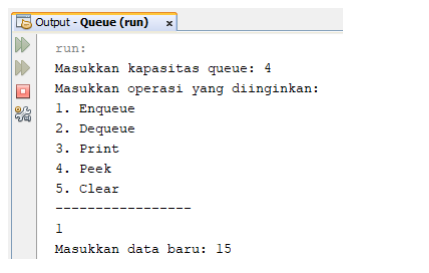 Output - Queue (run) x
run:
Masukkan kapasitas queue: 4
Masukkan operasi yang diinginkan:
1. Enqueue
2. Dequeue
3. Print
4. Peek
5. Clear
-----------------
1
Masukkan data baru: 15